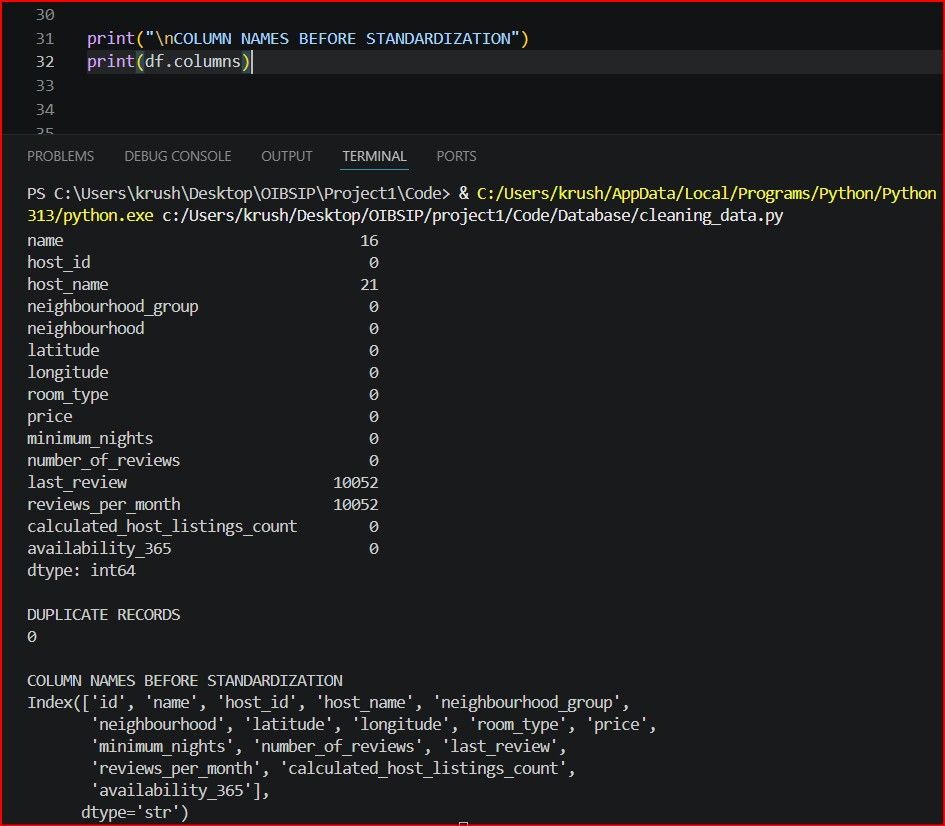 30
31 print("\nCOLUMN NAMES BEFORE STANDARDIZATION")
32 print(df.columns)
33
34
35
PROBLEMS DEBUG CONSOLE OUTPUT TERMINAL PORTS
PS C:\Users\krush\Desktop\OIBSIP\Project1\Code> & C:/Users/krush/AppData/Local/Programs/Python/Python
313/python.exe c:/Users/krush/Desktop/OIBSIP/project1/Code/Database/cleaning_data.py
name 16
host_id 0
host_name 21
neighbourhood_group 0
neighbourhood 0
latitude 0
longitude 0
room_type 0
price 0
minimum_nights 0
number_of_reviews 0
last_review 10052
reviews_per_month 10052
calculated_host_listings_count 0
availability_365 0
dtype: int64
DUPLICATE RECORDS
0
COLUMN NAMES BEFORE STANDARDIZATION
Index(['id', 'name', 'host_id', 'host_name', 'neighbourhood_group',
'neighbourhood', 'latitude', 'longitude', 'room_type', 'price',
'minimum_nights', 'number_of_reviews', 'last_review',
'reviews_per_month', 'calculated_host_listings_count',
'availability_365'],
dtype='str')